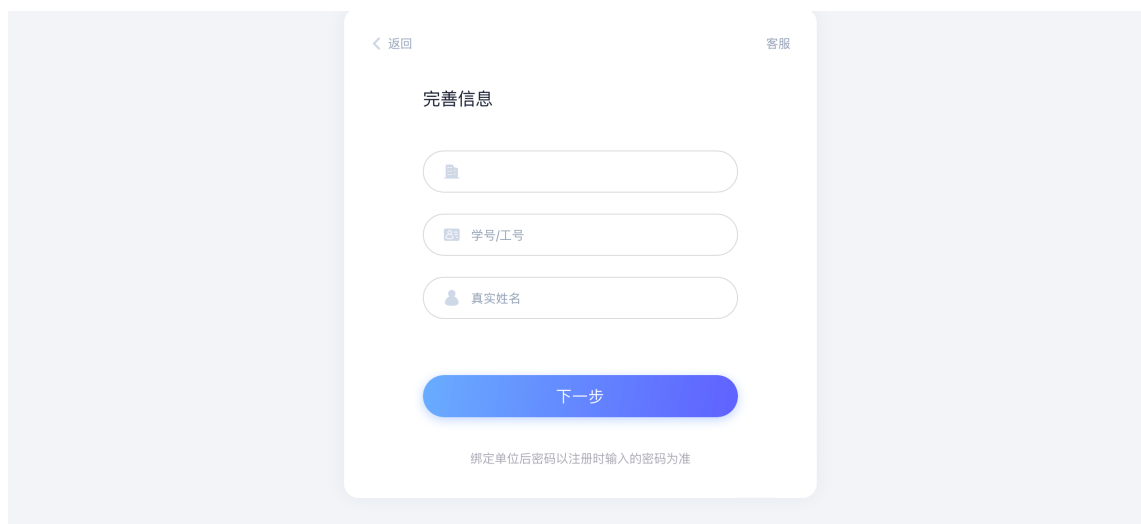 返回
客服
完善信息
学号/工号
真实姓名
下一步
绑定单位后密码以注册时输入的密码为准